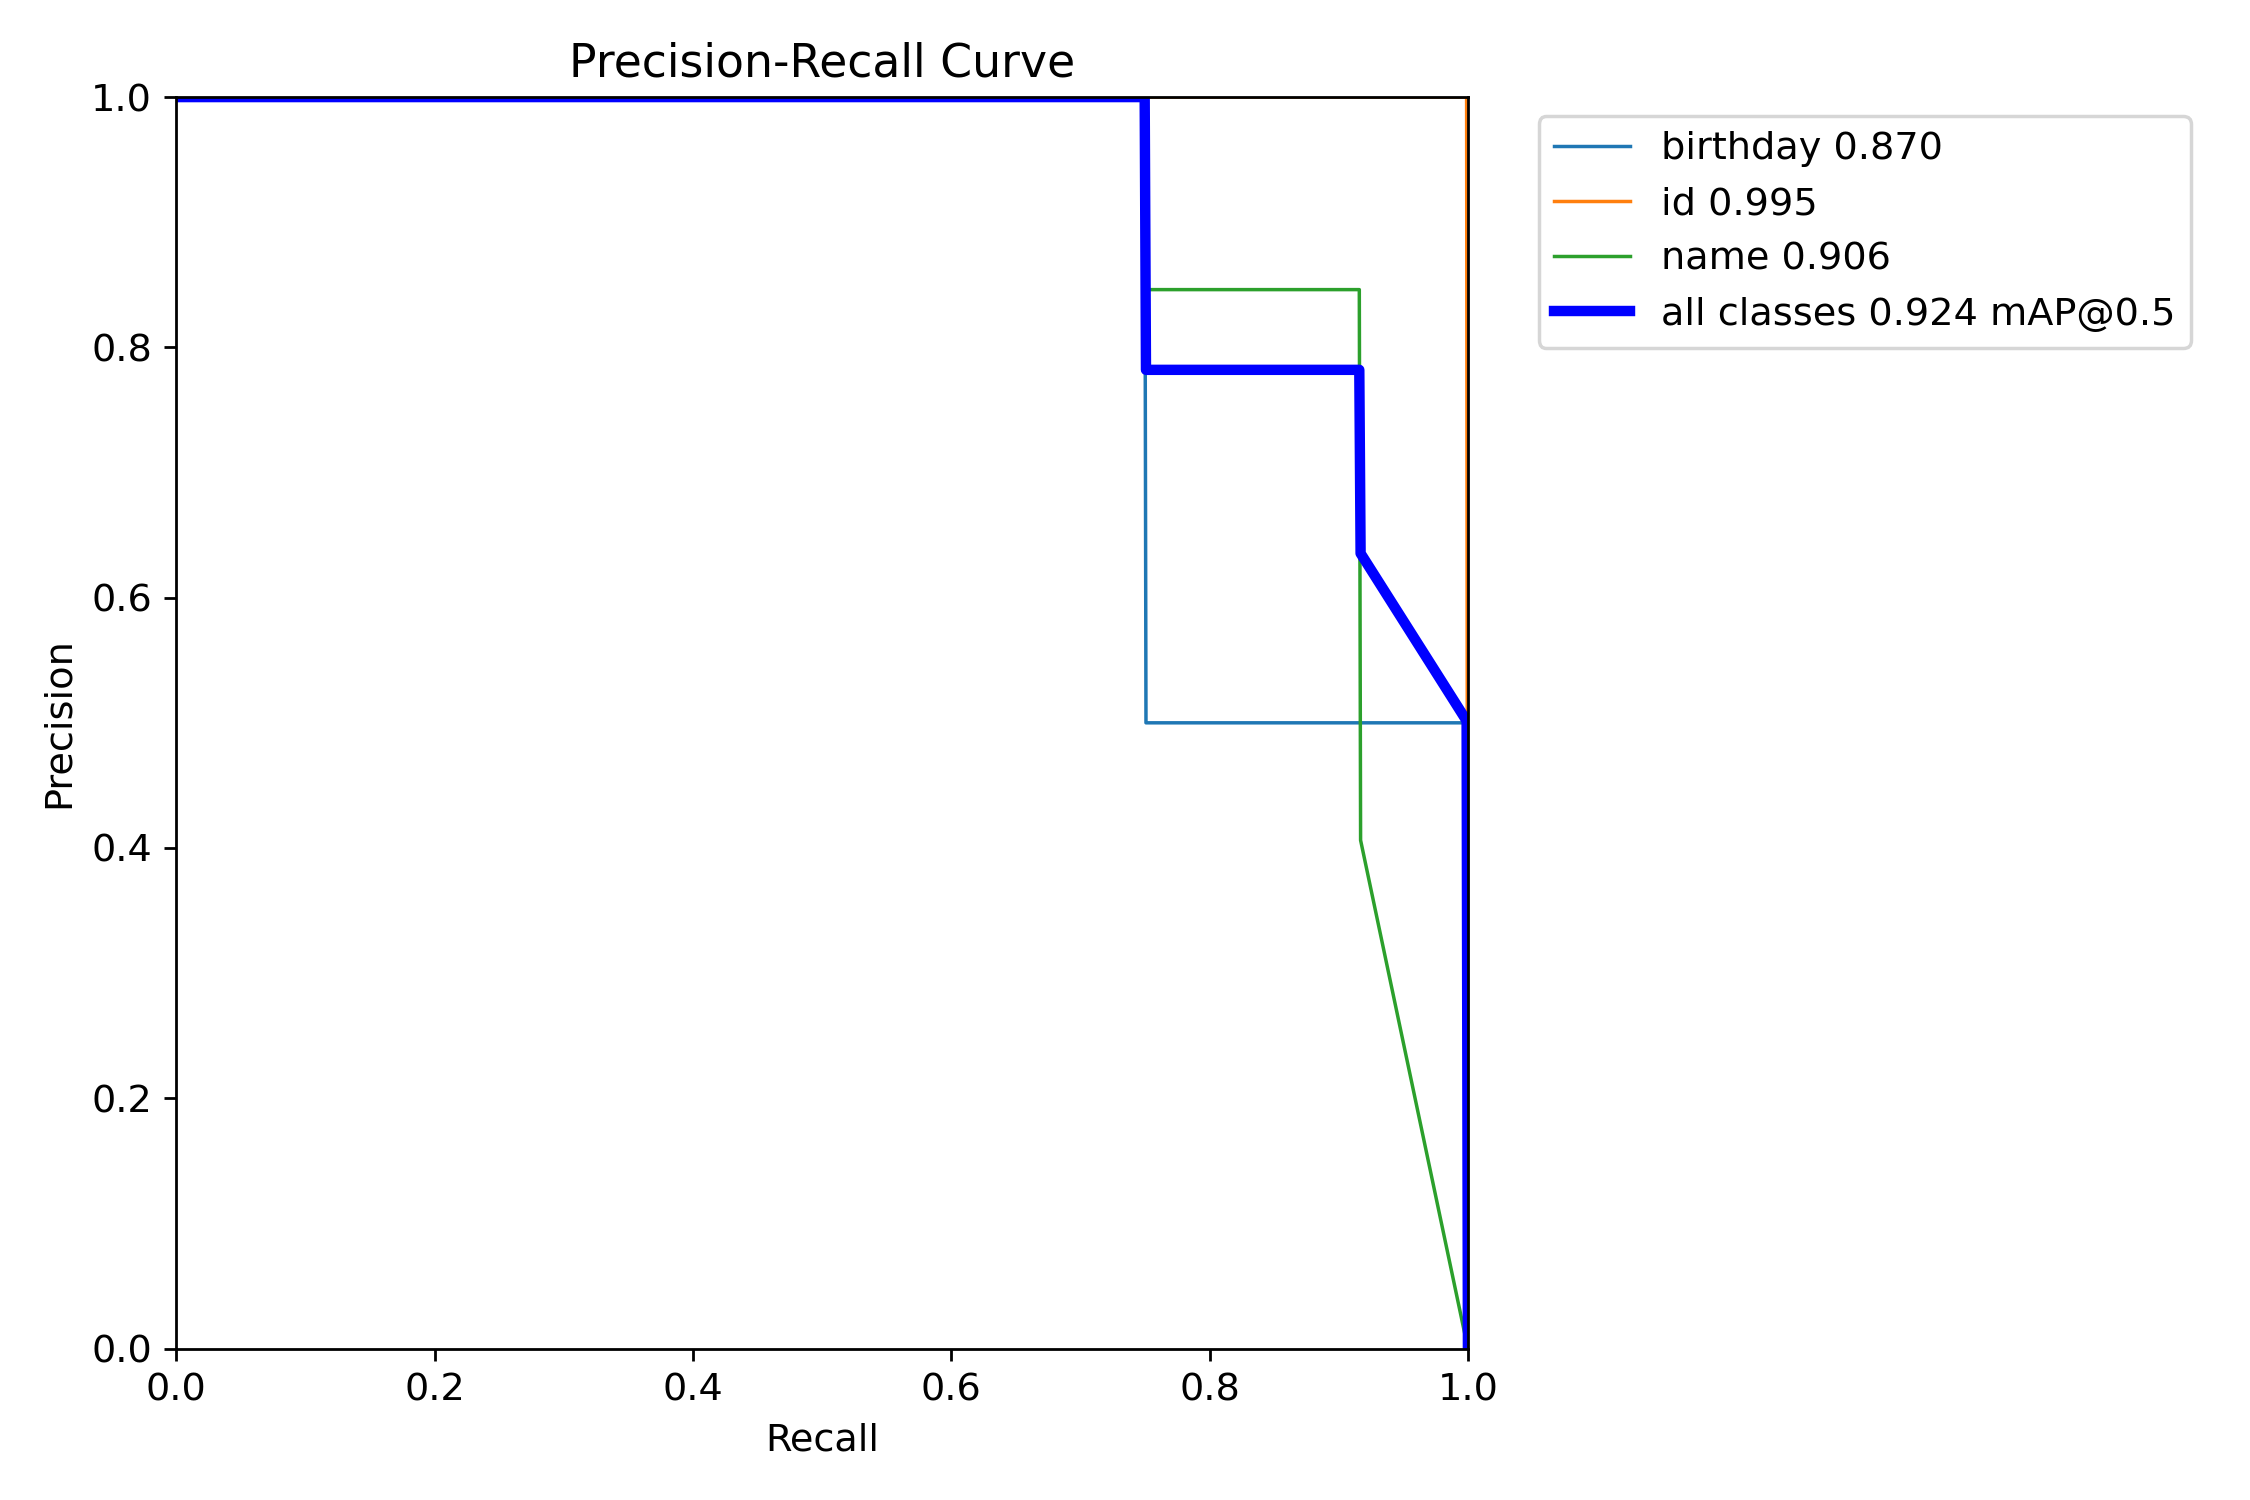 Precision-Recall Curve
1.0
0.8
0.6
0.4
0.2
0.0
Precision
0.0 0.2 0.4 0.6 0.8 1.0
Recall
birthday 0.870
id 0.995
name 0.906
all classes 0.924 mAP@0.5